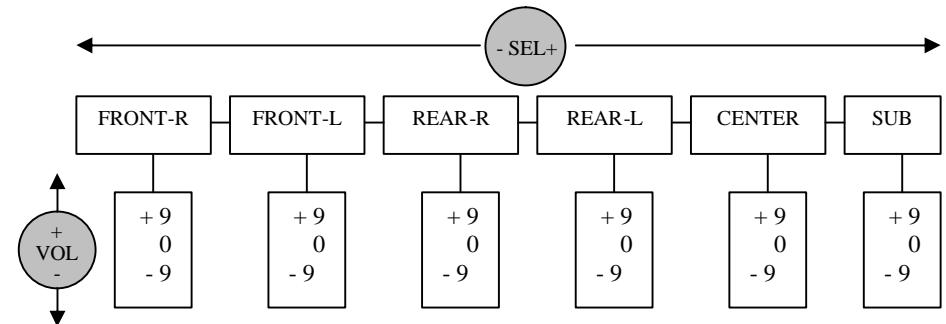 - SEL+
FRONT-R FRONT-L REAR-R REAR-L CENTER SUB
+ 9 + 9 + 9 + 9 + 9 + 9
0 0 0 0 0 0
- 9 - 9 - 9 - 9 - 9 - 9
+
VOL
-